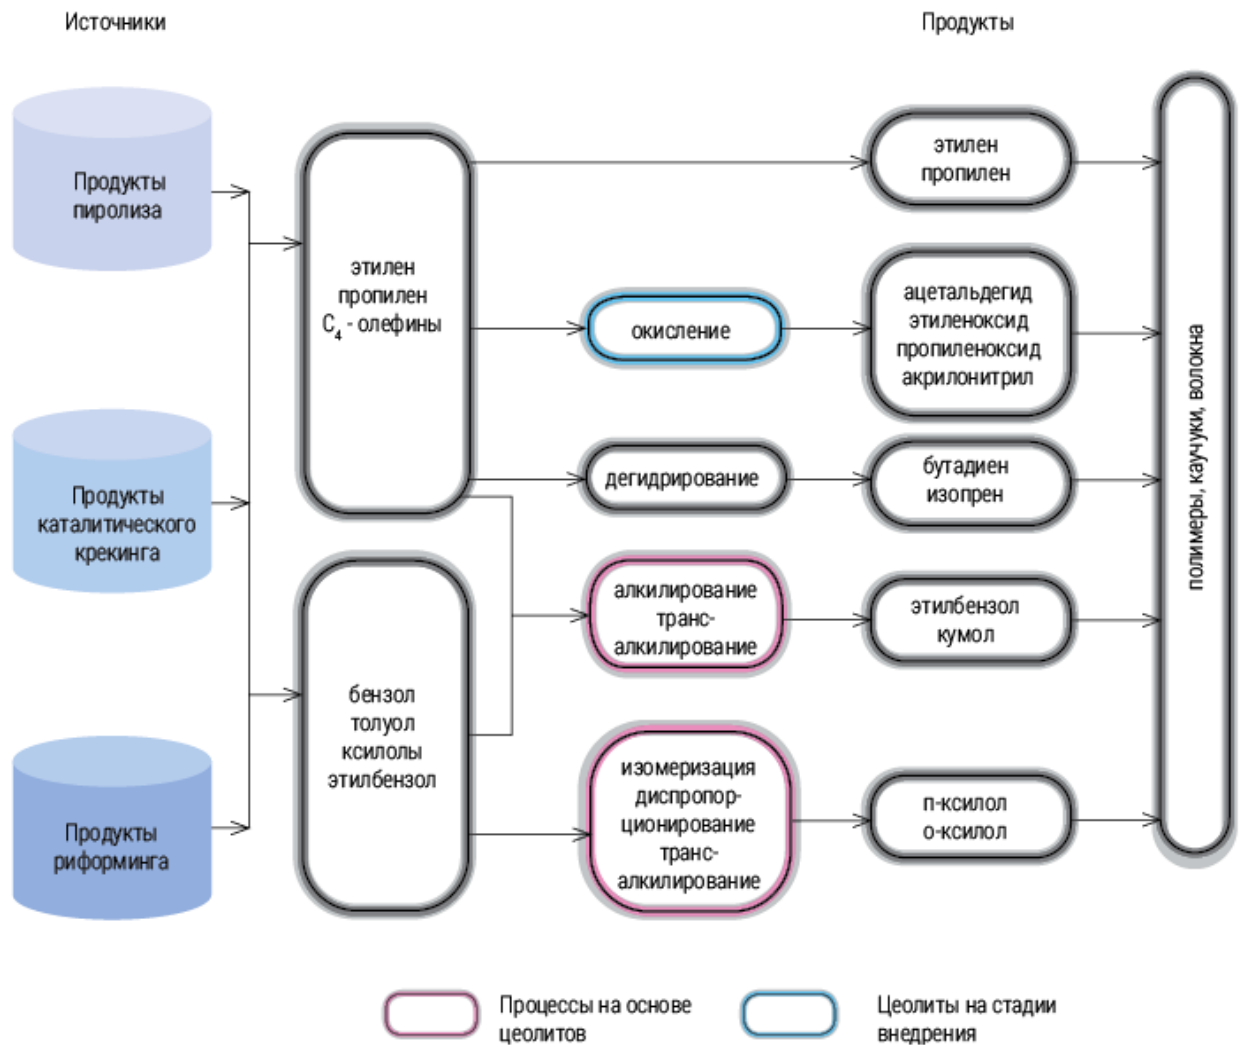 Источники
Продукты
Продукты
пиролиза
Продукты
каталитического
крекинга
Продукты
риформинга
этилен
пропилен
C4 - олефины
бензол
толуол
ксилолы
этилбензол
окисление
дегидрирование
алкилирование
транс-
алкилирование
изомеризация
диспропор-
ционирование
транс-
алкилирование
этилен
пропилен
ацетальдегид
этиленоксид
пропиленоксид
акрилонитрил
бутадиен
изопрен
этилбензол
кумол
п-ксилол
о-ксилол
полимеры, каучуки, волокна
Процессы на основе
цеолитов
Цеолиты на стадии
внедрения